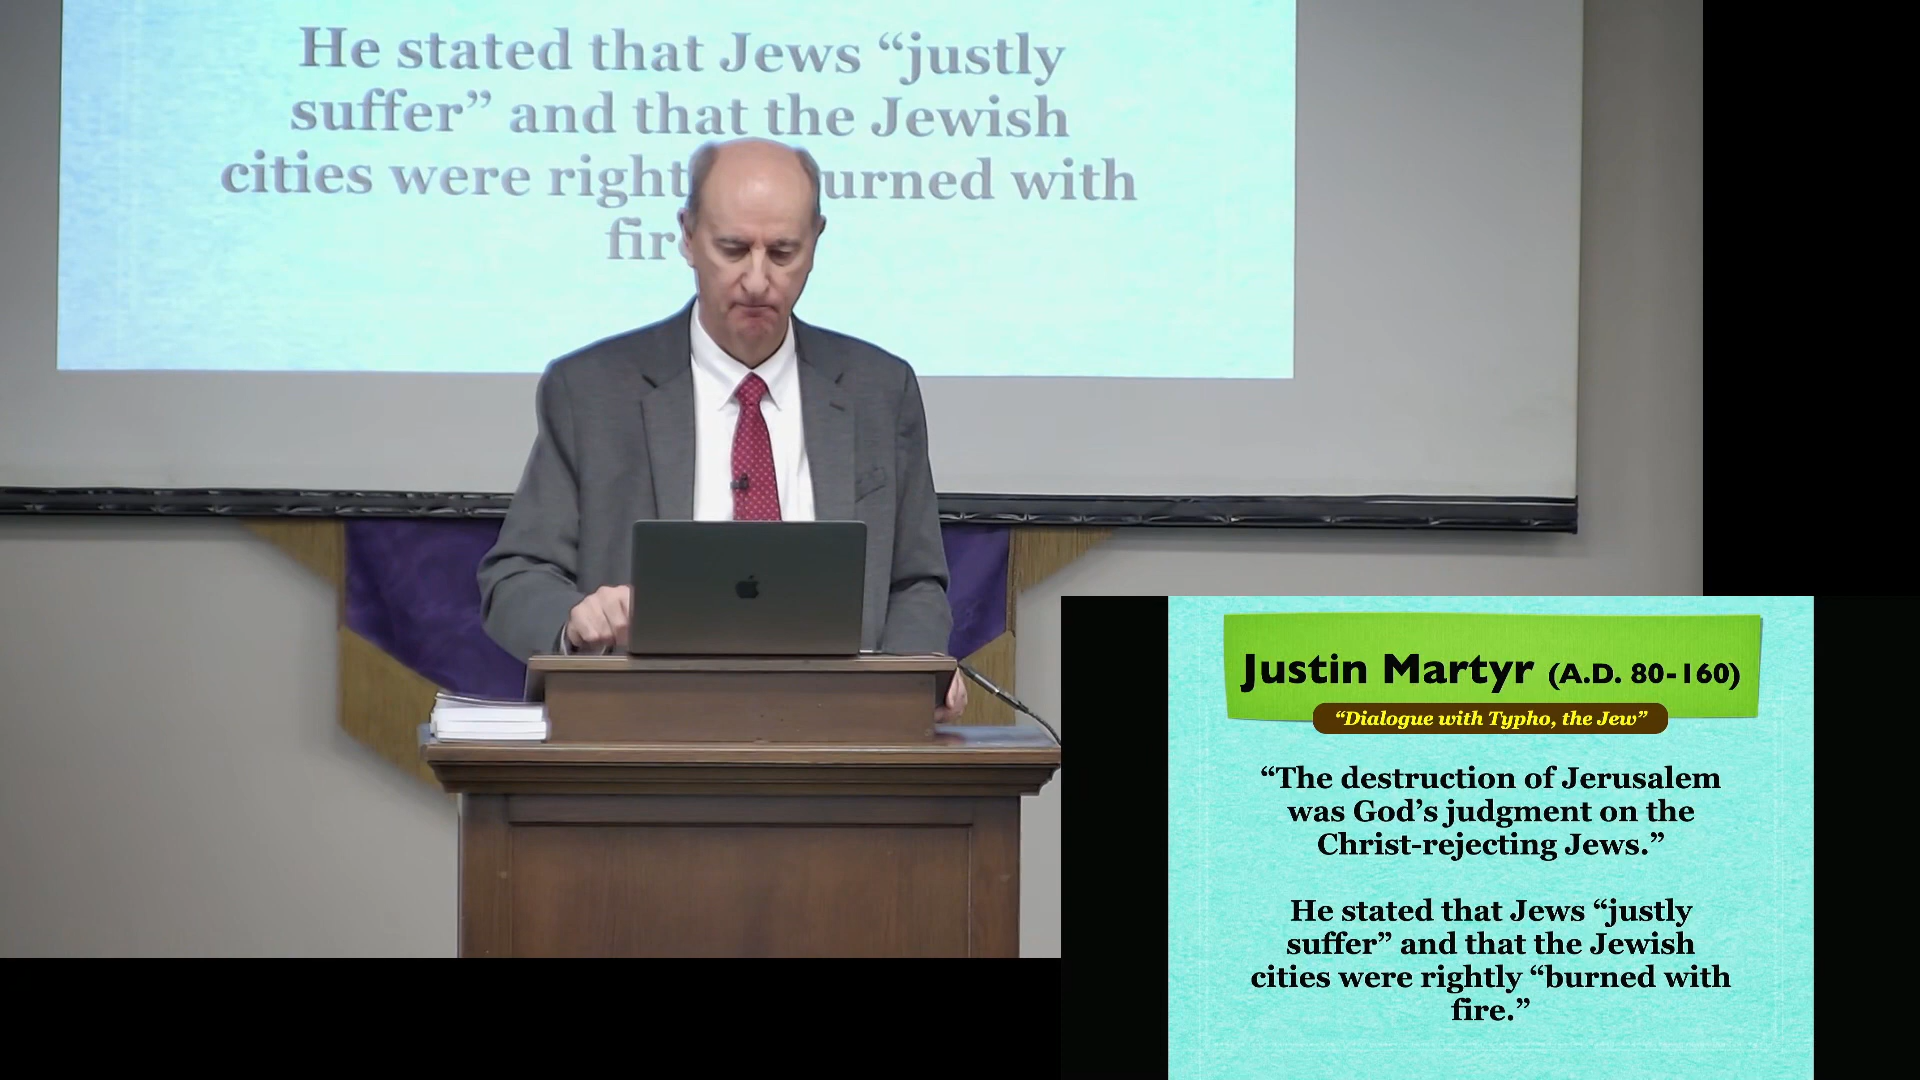 He stated that Jews “justly
suffer” and that the Jewish
cities were right urned with
fir
Justin Martyr (A.D. 80-160)
“Dialogue with Typho, the Jew”
“The destruction of Jerusalem
was God’s judgment on the
Christ-rejecting Jews.”
He stated that Jews “justly
suffer” and that the Jewish
cities were rightly “burned with
fire.”